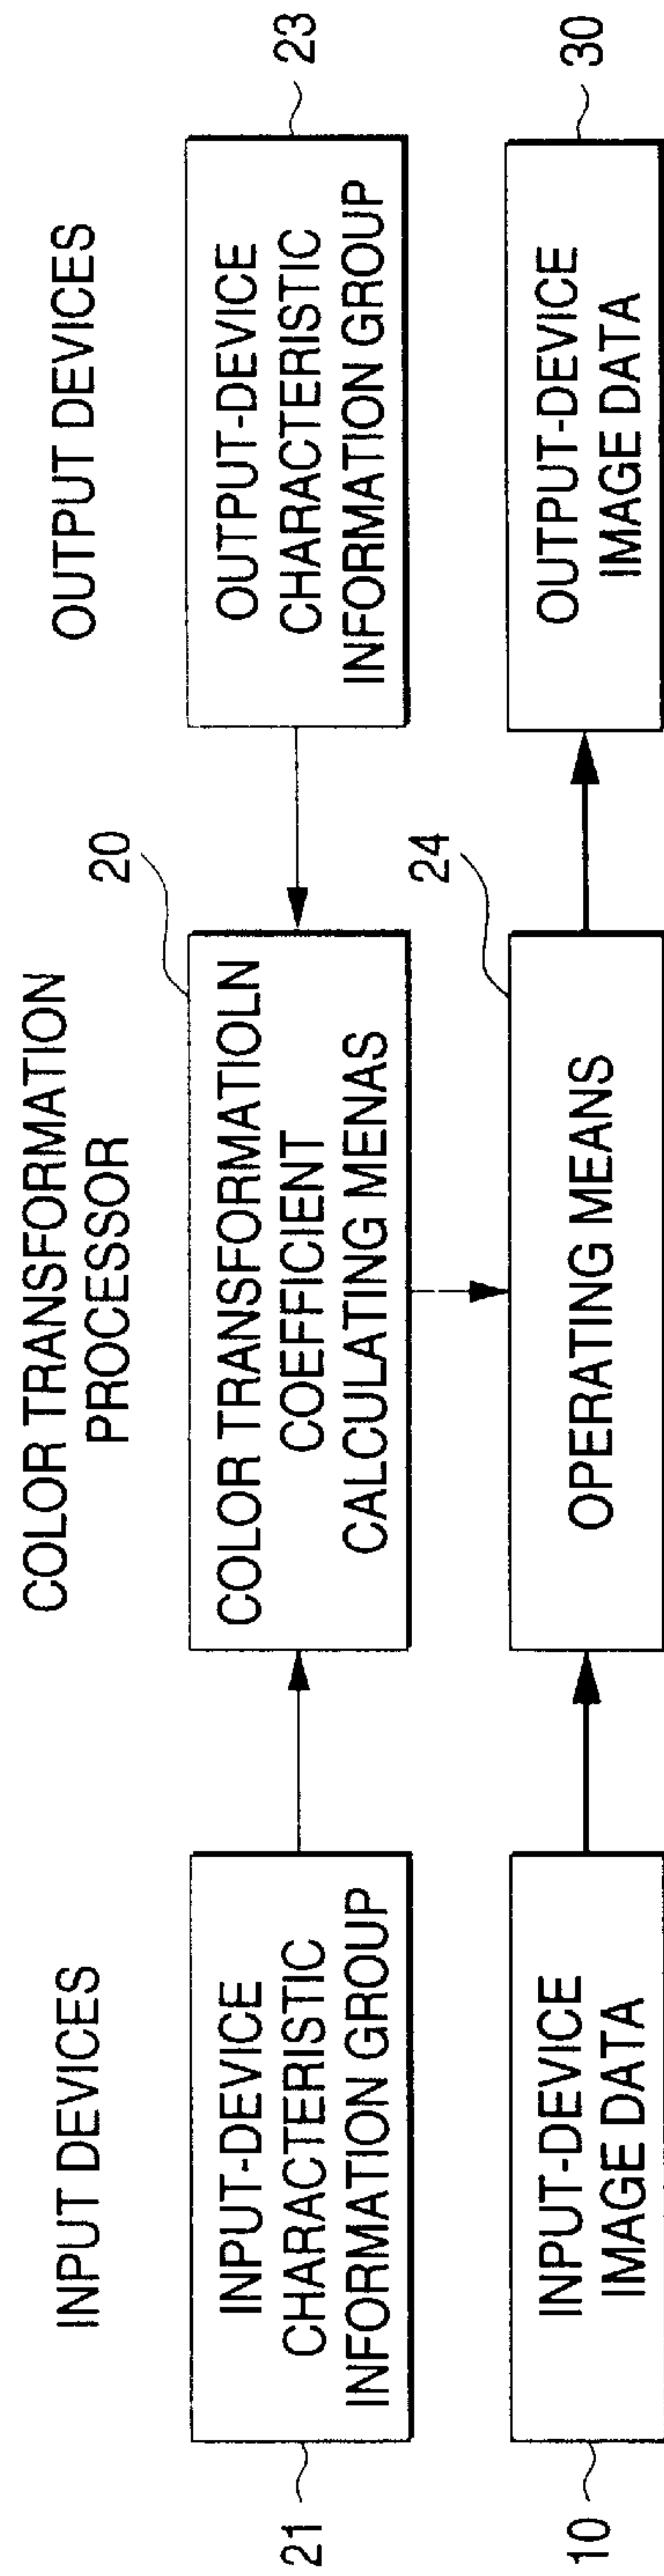 INPUT DEVICES
COLOR TRANSFORMATION
PROCESSOR
OUTPUT DEVICES
21
INPUT-DEVICE
CHARACTERISTIC
INFORMATION GROUP
20
COLOR TRANSFORMATIOLN
COEFFICIENT
CALCULATING MENAS
23
OUTPUT-DEVICE
CHARACTERISTIC
INFORMATION GROUP
10
INPUT-DEVICE
IMAGE DATA
24
OPERATING MEANS
30
OUTPUT-DEVICE
IMAGE DATA